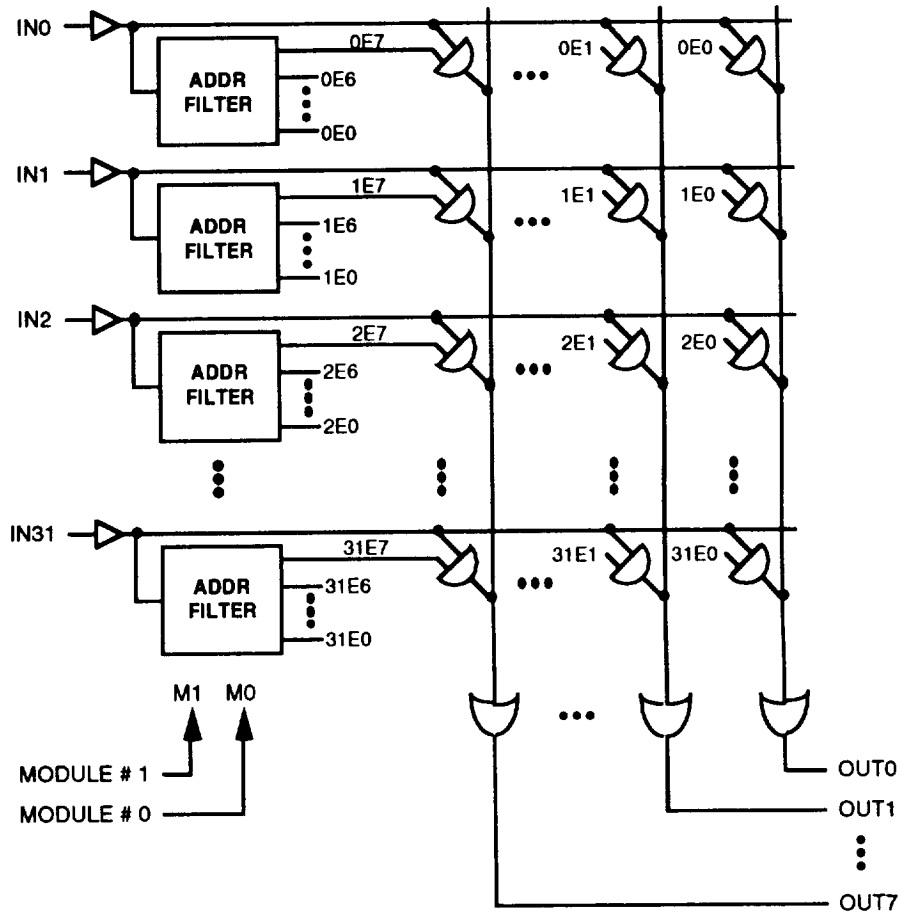 IN0
0E7
0E1
0E0
ADDR
FILTER
0E6
0E0
IN1
1E7
1E1
1E0
ADDR
FILTER
1E6
1E0
IN2
2E7
2E1
2E0
ADDR
FILTER
2E6
2E0
IN31
31E7
31E1
31E0
ADDR
FILTER
31E6
31E0
M1 M0
MODULE # 1
MODULE # 0
OUT0
OUT1
OUT7